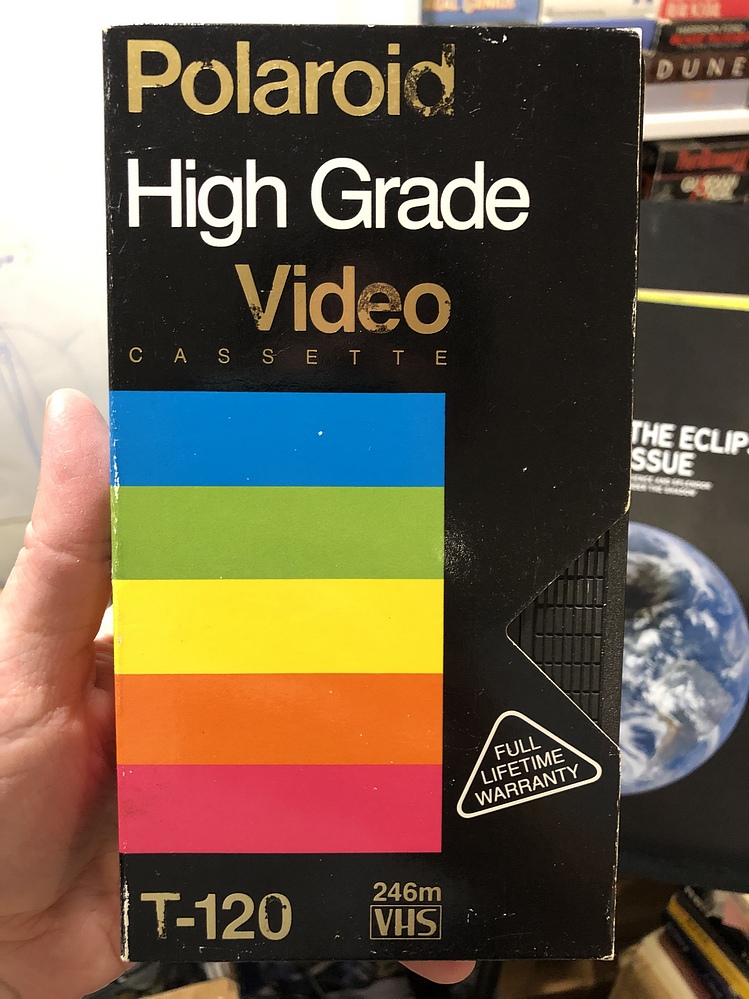 Polaroid
High Grade
Video
CASSETTE
FULL
LIFETIME
WARRANTY
T-120
246m
VHS
DUNE
THE ECLIP
SSUE